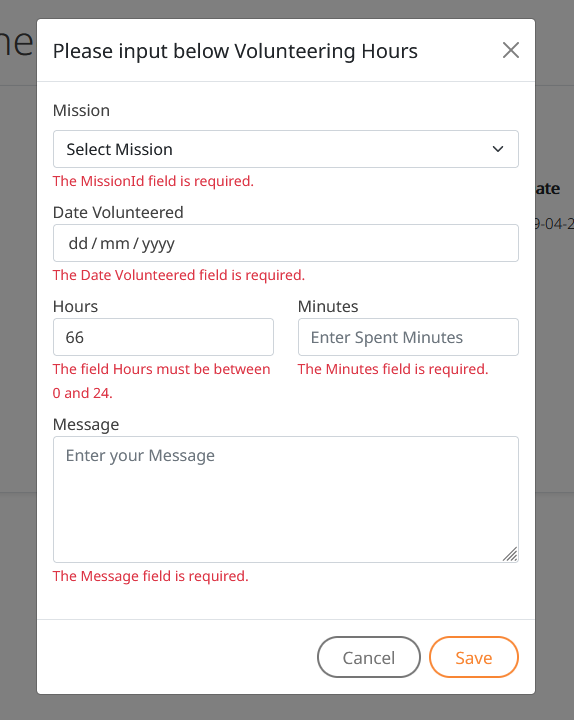 ne
Please input below Volunteering Hours
Mission
Select Mission
The MissionId field is required.
ate
Date Volunteered
9-04-2
dd / mm / yyyy
The Date Volunteered field is required.
Hours
Minutes
66
Enter Spent Minutes
The field Hours must be between
0 and 24.
The Minutes field is required.
Message
Enter your Message
The Message field is required.
Cancel
Save